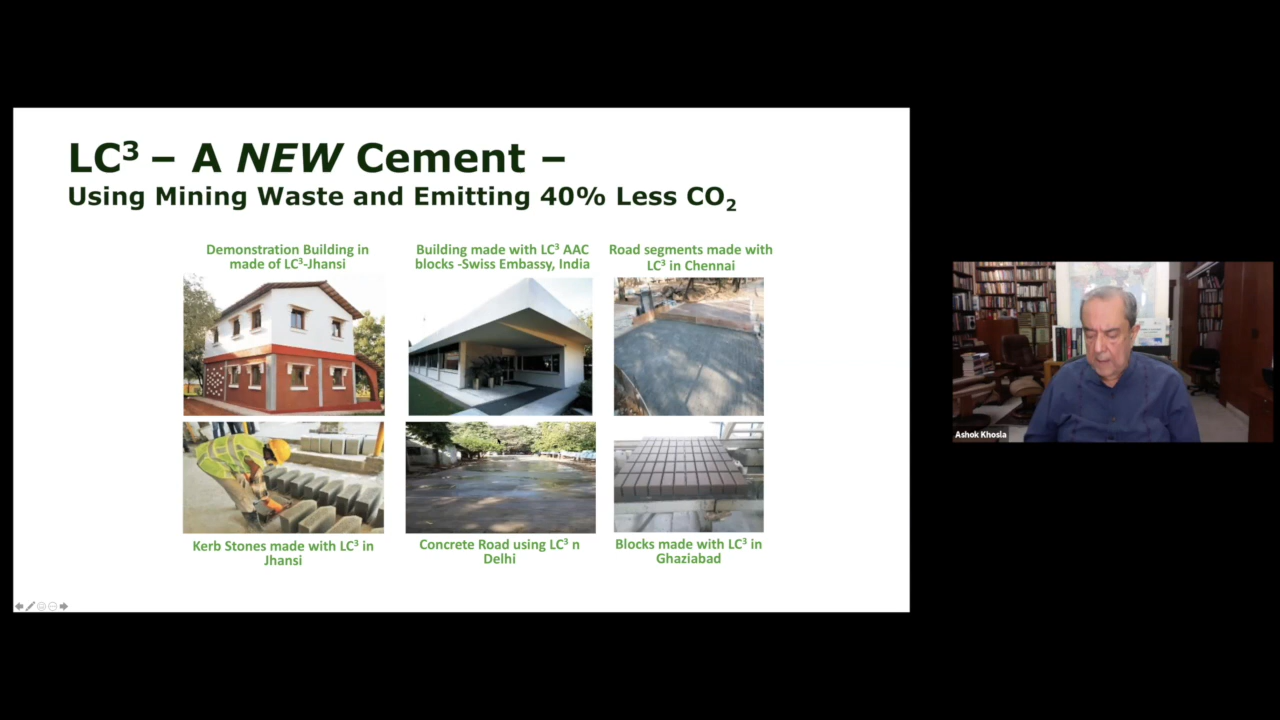 LC³ – A NEW Cement –
Using Mining Waste and Emitting 40% Less CO₂
Demonstration Building in
made of LC³-Jhansi
Building made with LC³ AAC
blocks -Swiss Embassy, India
Road segments made with
LC³ in Chennai
Kerb Stones made with LC³ in
Jhansi
Concrete Road using LC³ n
Delhi
Blocks made with LC³ in
Ghaziabad
Ashok Khosla